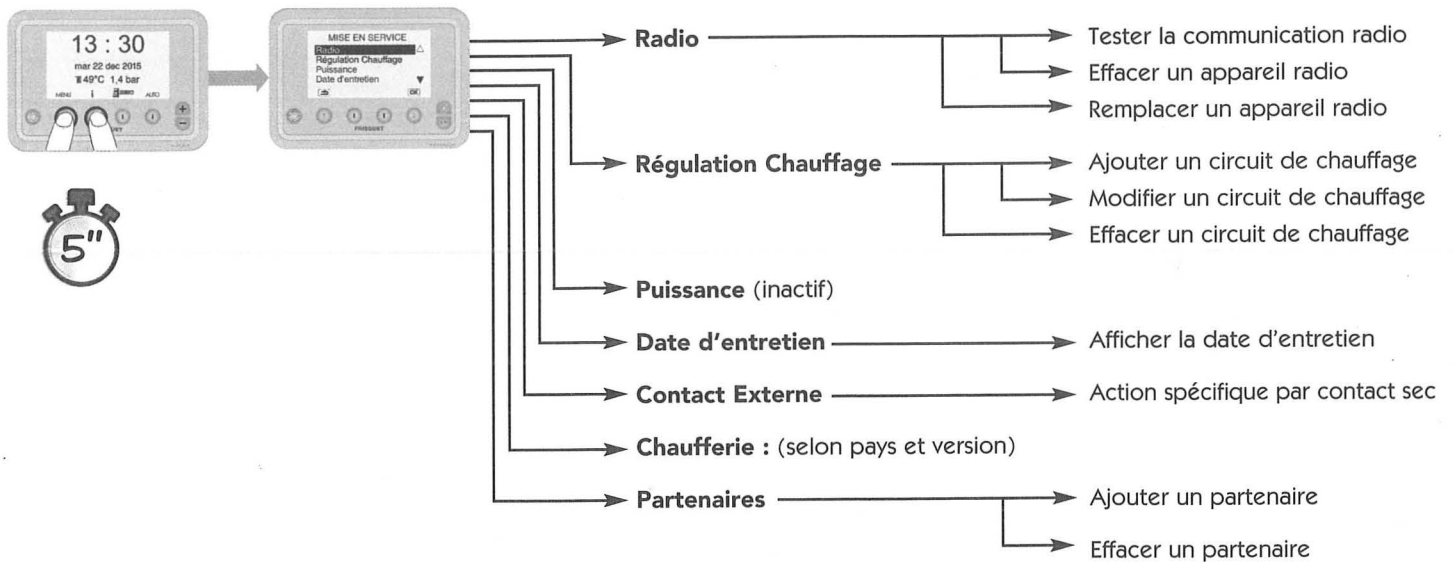 13 : 30
mar 22 dec 2015
49°C 1,4 bar
MENU i AUTO
MISE EN SERVICE
Radio
Régulation Chauffage
Puissance
Date d'entretien
OK
FRISQUET
5"
Radio
Tester la communication radio
Effacer un appareil radio
Remplacer un appareil radio
Régulation Chauffage
Ajouter un circuit de chauffage
Modifier un circuit de chauffage
Effacer un circuit de chauffage
Puissance (inactif)
Date d'entretien
Afficher la date d'entretien
Contact Externe
Action spécifique par contact sec
Chaufferie : (selon pays et version)
Partenaires
Ajouter un partenaire
Effacer un partenaire